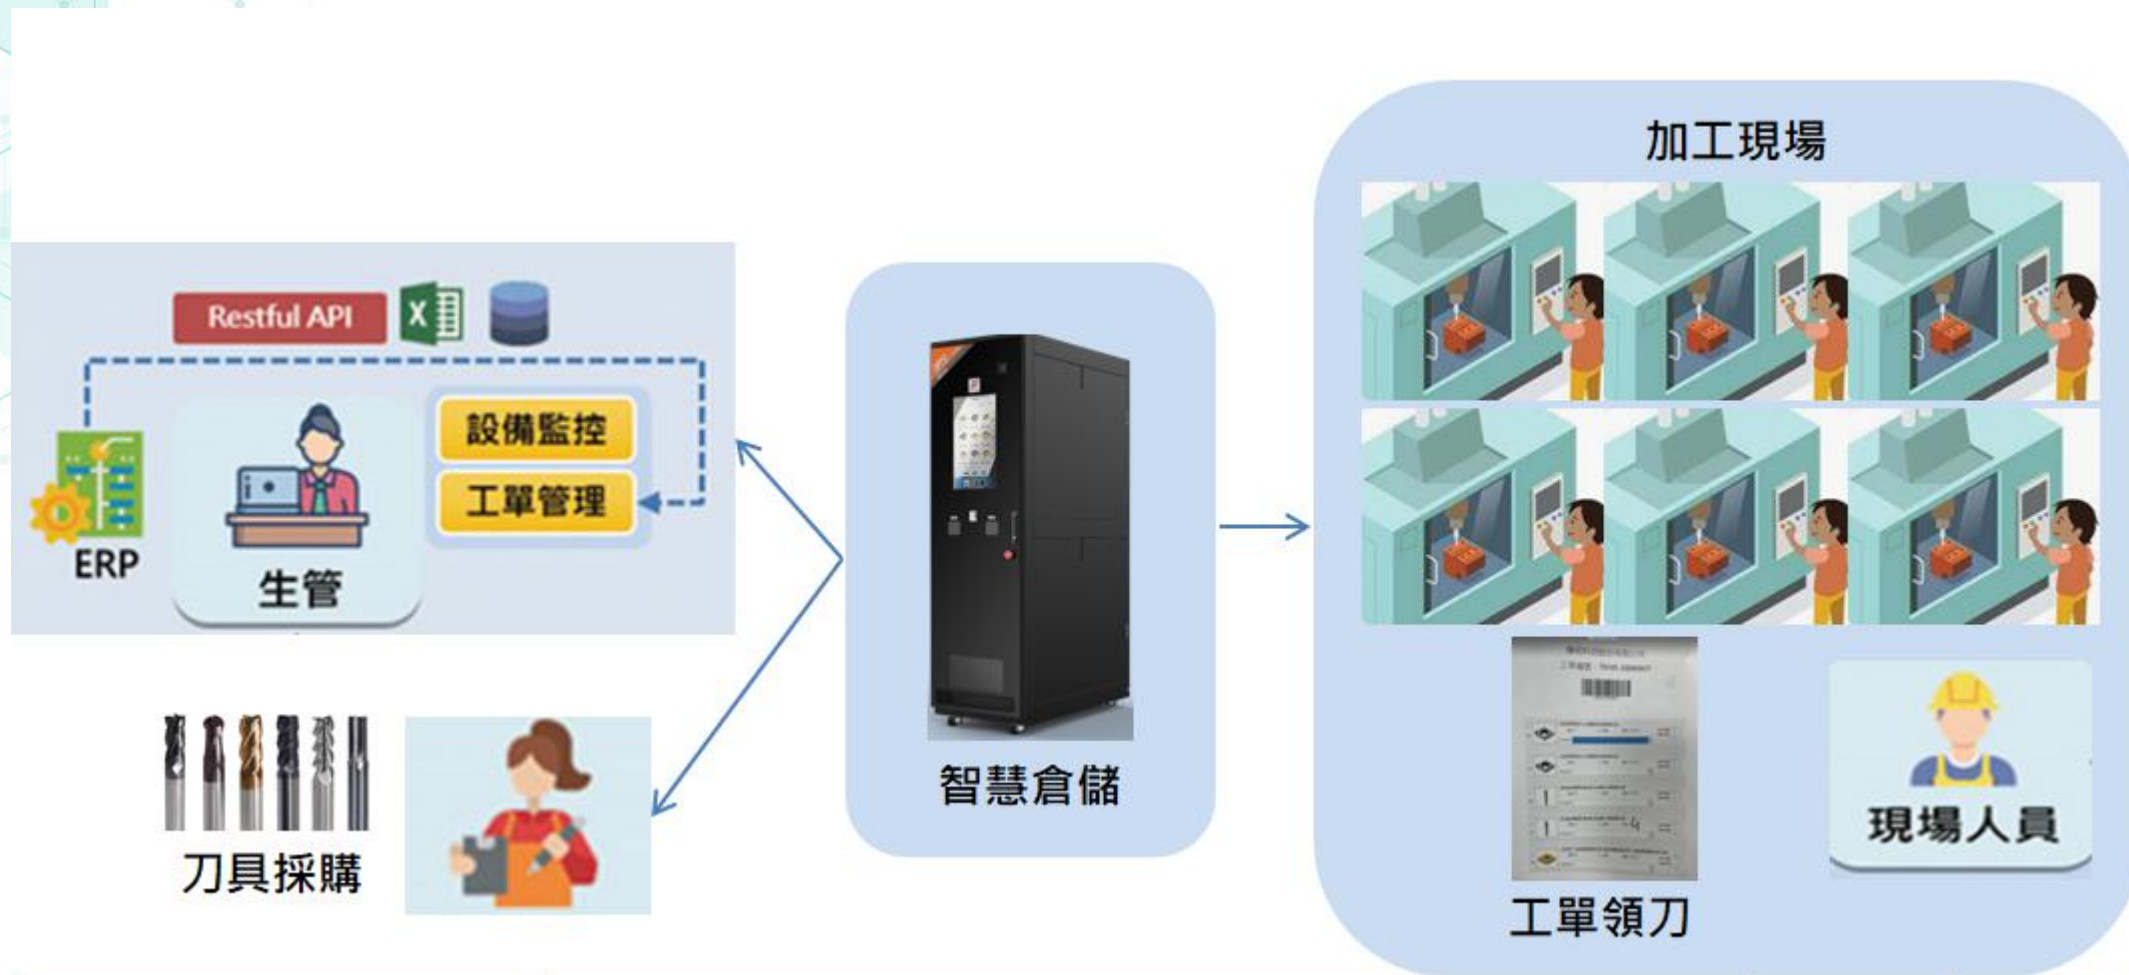 加工現場
Restful API
設備監控
工單管理
ERP
生管
智慧倉儲
刀具採購
現場人員
工單領刀